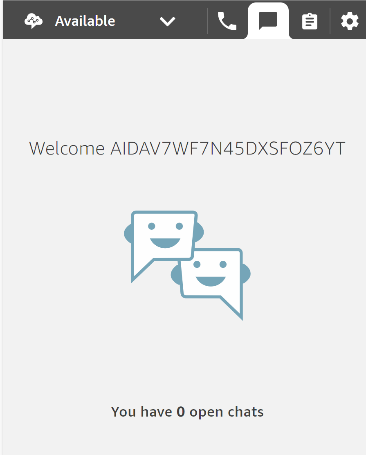 Available
Welcome AIDAV7WF7N45DXSFOZ6YT
You have 0 open chats